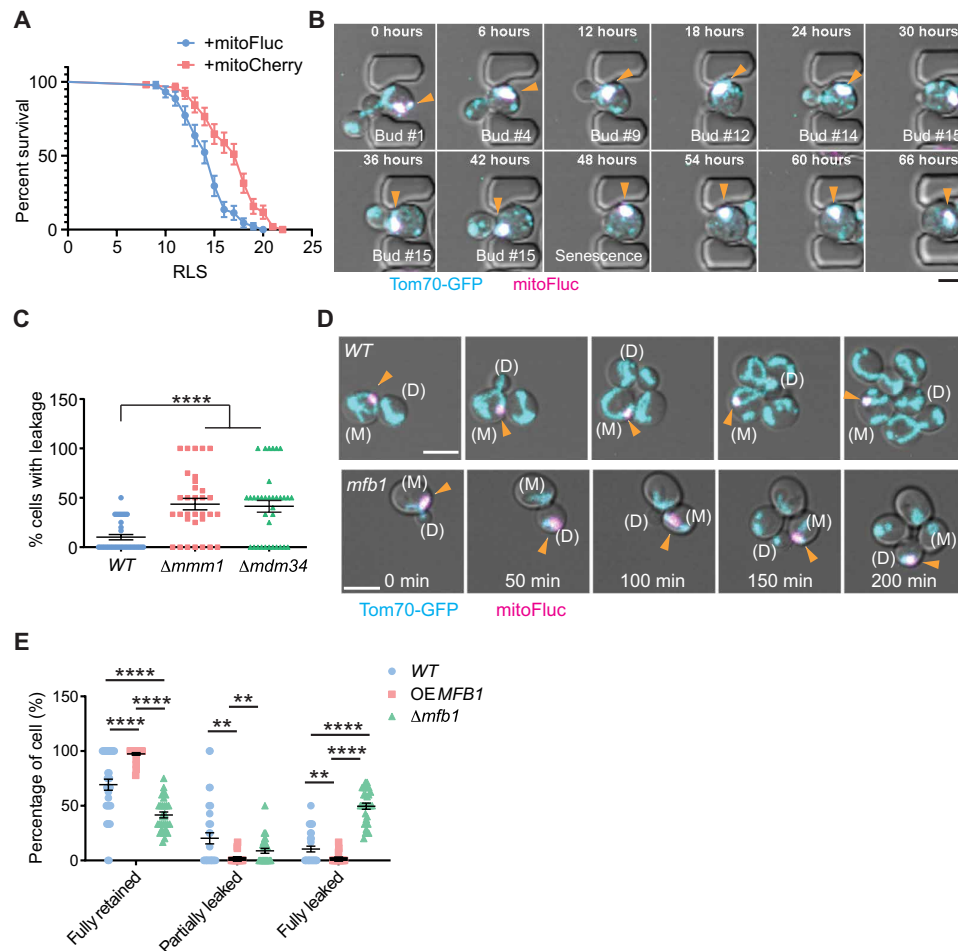 A
+mitoFluc
+mitoCherry
Percent survival
100
50
0
0 5 10 15 20 25
RLS
B
0 hours 6 hours 12 hours 18 hours 24 hours 30 hours
Bud #1 Bud #4 Bud #9 Bud #12 Bud #14 Bud #15
36 hours 42 hours 48 hours 54 hours 60 hours 66 hours
Bud #15 Bud #15 Senescence
Tom70-GFP mitoFluc
C
% cells with leakage
150
100
50
0
****
WT Δmmm1 Δmdm34
D
WT
(D) (D) (D) (D) (D)
(M) (M) (M) (M) (M)
mfb1
(M) (M) (M) (M) (M)
(D) (D) (D) (D) (D)
0 min 50 min 100 min 150 min 200 min
Tom70-GFP mitoFluc
E
WT
OE MFB1
Δmfb1
Percentage of cell (%)
150
100
50
0
**** **** ****
** **
**** **** **
Fully retained
Partially leaked
Fully leaked